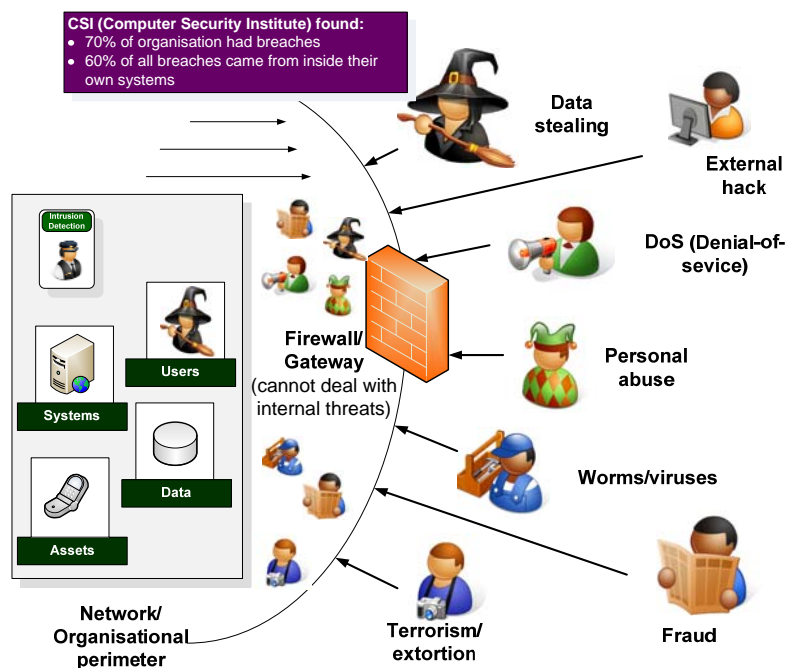 CSI (Computer Security Institute) found:
• 70% of organisation had breaches
• 60% of all breaches came from inside their
own systems
Data
stealing
External
hack
Intrusion
Detection
DoS (Denial-of-
sevice)
Users
Firewall/
Gateway
(cannot deal with
internal threats)
Personal
abuse
Systems
Data
Worms/viruses
Assets
Network/
Organisational
perimeter
Terrorism/
extortion
Fraud